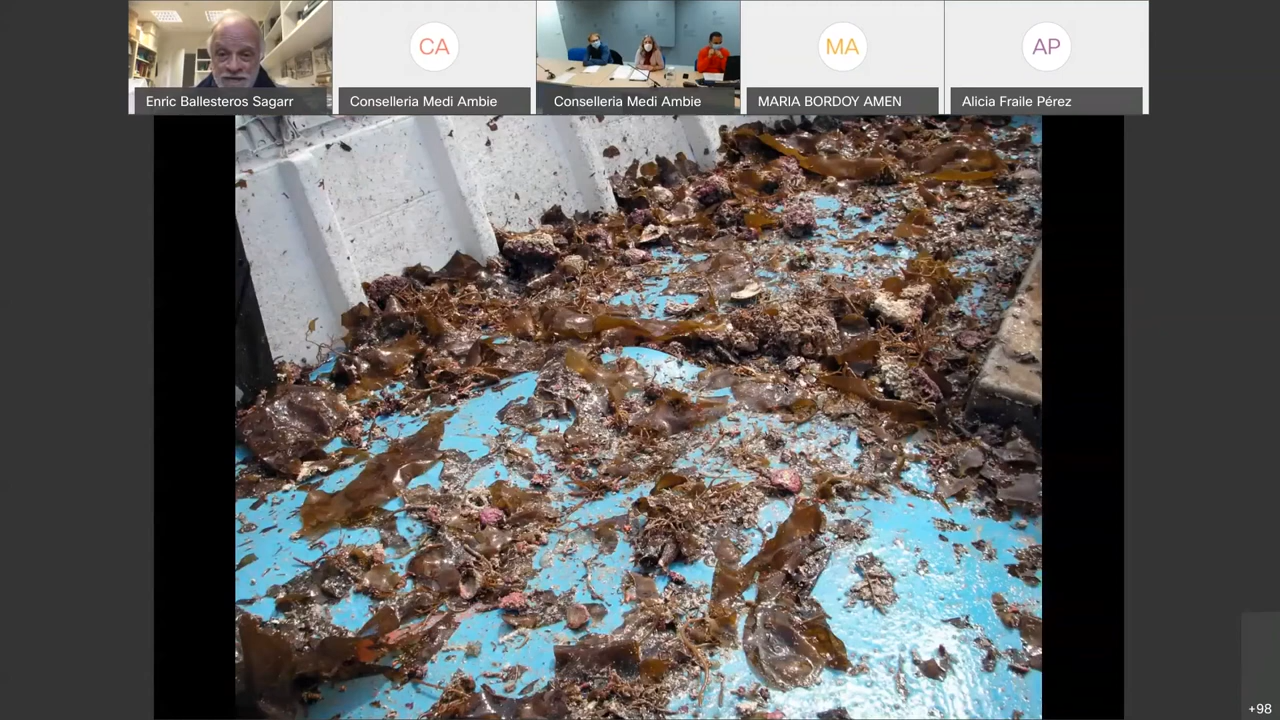 CA
MA
AP
Enric Ballesteros Sagarr
Conselleria Medi Ambie
Conselleria Medi Ambie
MARIA BORDOY AMEN
Alicia Fraile Pérez
+98